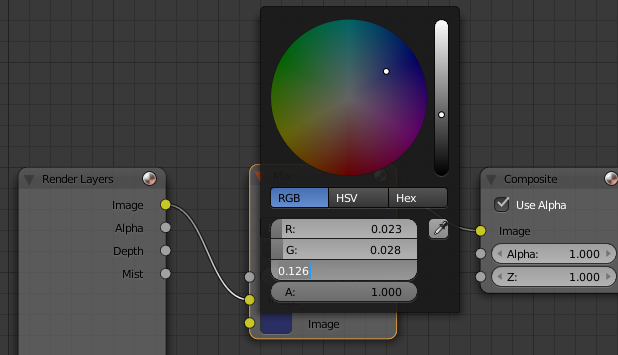 RGB
HSV
Hex
R: 0.023
G: 0.028
0.126
A: 1.000
Render Layers
Image
Alpha
Depth
Mist
Image
Composite
Use Alpha
Image
Alpha: 1.000
Z: 1.000